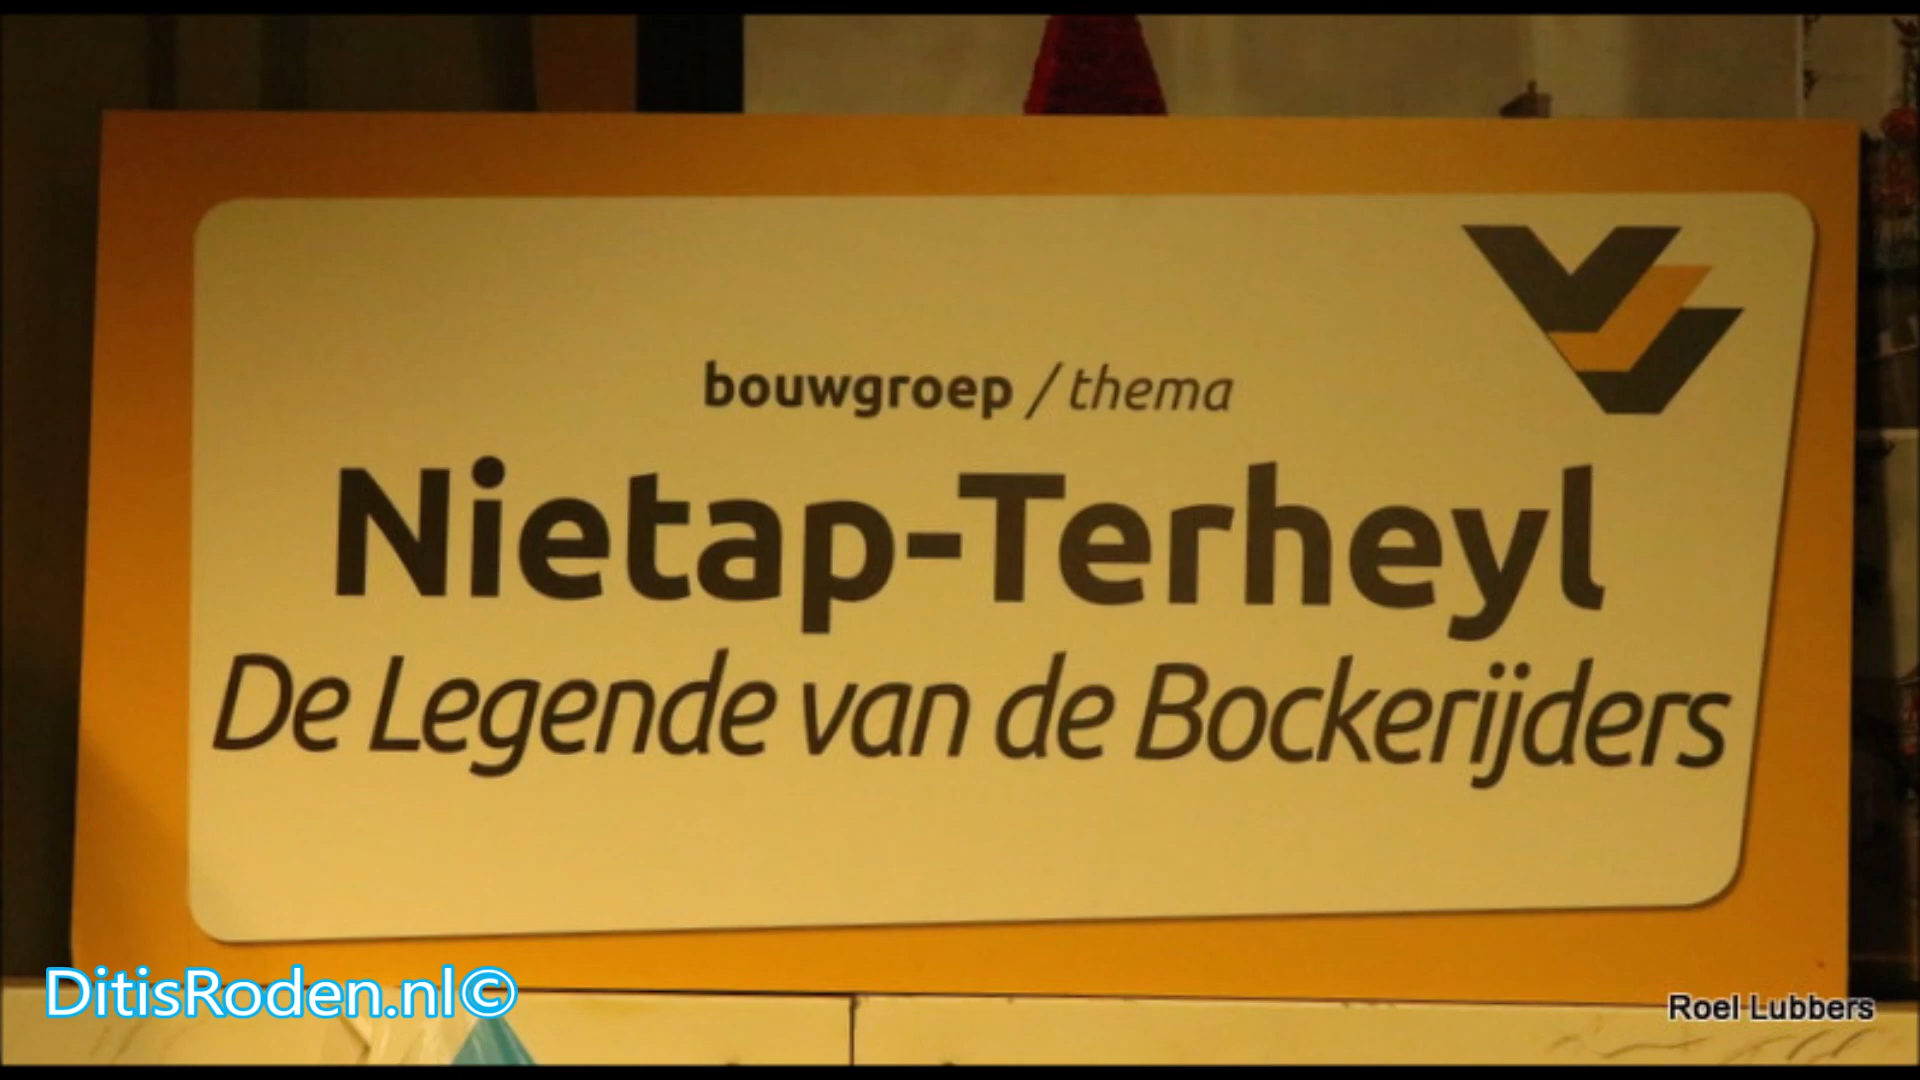 bouwgroep / thema
Nietap-Terheyl
De Legende van de Bockerijders
DitisRoden.nl©
Roel Lubbers